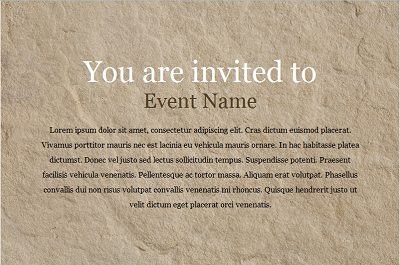 You are invited to
Event Name
Lorem ipsum dolor sit amet, consectetur adipiscing elit. Cras dictum euismod placerat.
Vivamus porttitor mauris nec est lacinia eu vehicula mauris ornare. In hac habitasse platea
dictumst. Donec vel justo sed lectus sollicitudin tempus. Suspendisse potenti. Praesent
facilisis vehicula venenatis. Pellentesque ac tortor massa. Aliquam erat volutpat. Phasellus
convallis dui non risus volutpat convallis venenatis mi rhoncus. Quisque hendrerit justo ut
velit dictum eget placerat orci venenatis.